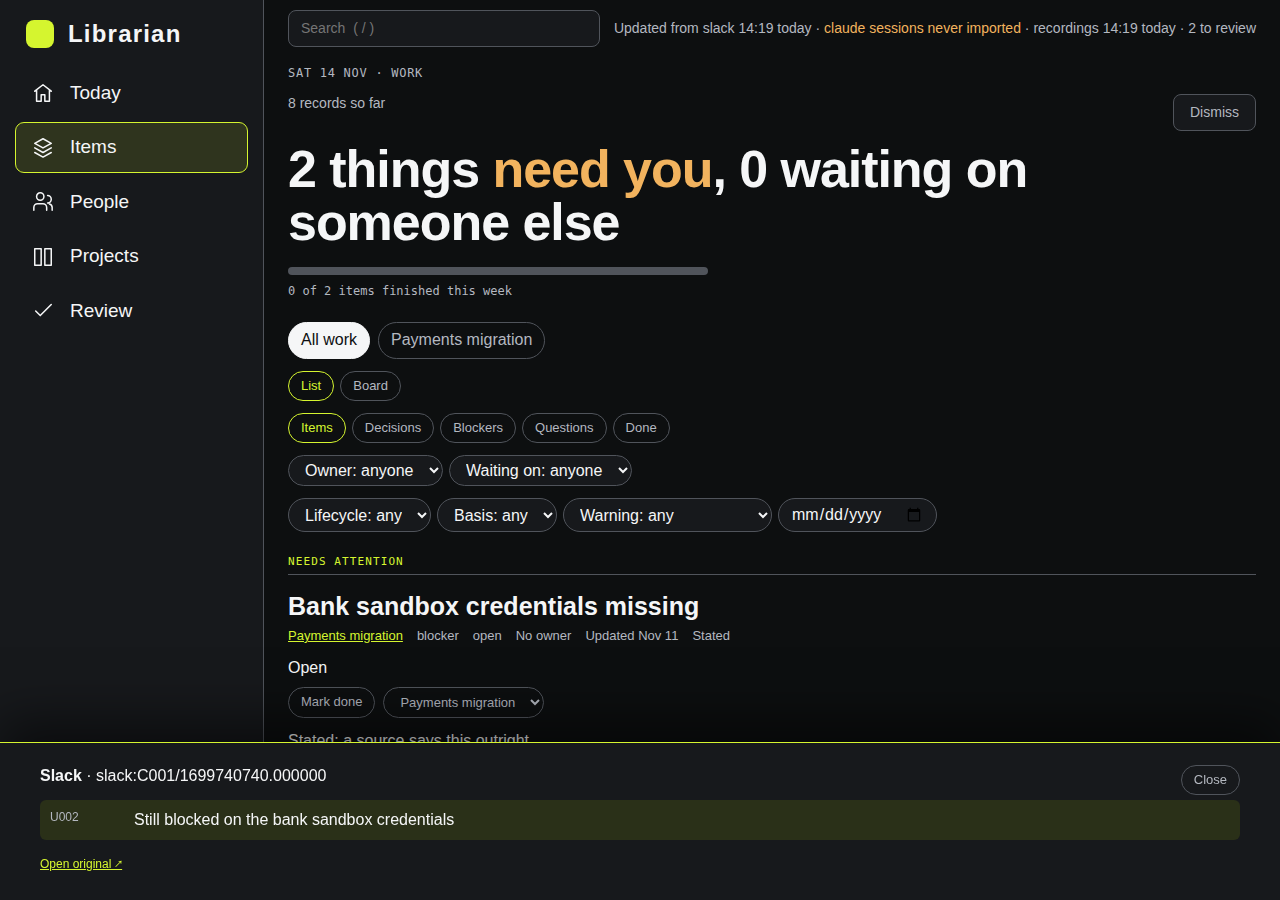 Librarian
Today
Items
People
Projects
Review
Search ( / )
Updated from slack 14:19 today · claude sessions never imported · recordings 14:19 today · 2 to review
SAT 14 NOV · WORK
8 records so far
Dismiss
2 things need you, 0 waiting on
someone else
0 of 2 items finished this week
All work Payments migration
List Board
Items Decisions Blockers Questions Done
Owner: anyone Waiting on: anyone
Lifecycle: any Basis: any Warning: any mm/dd/yyyy
NEEDS ATTENTION
Bank sandbox credentials missing
Payments migration blocker open No owner Updated Nov 11 Stated
Open
Mark done Payments migration
Stated: a source says this outright
Slack · slack:C001/1699740740.000000
Close
U002 Still blocked on the bank sandbox credentials
Open original ↗